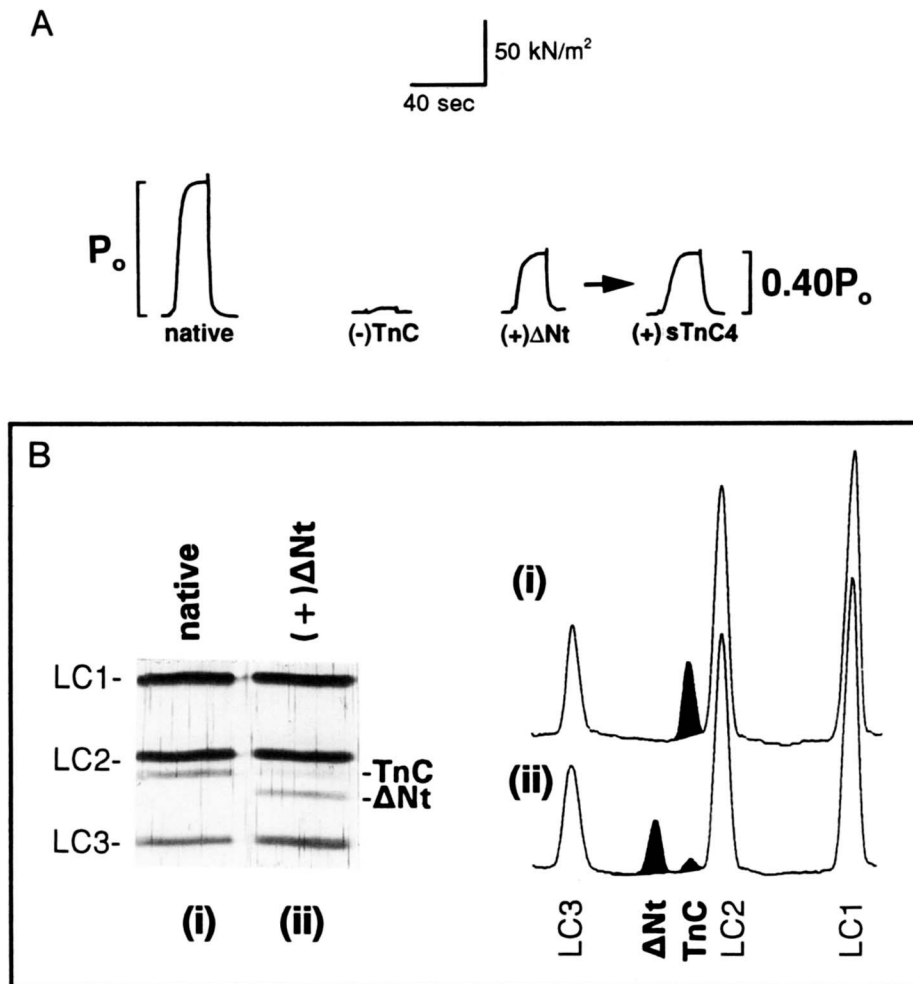 A
50 kN/m²
40 sec
Pₒ
native
(-)TnC
(+)ΔNt
(+) sTnC4
0.40Pₒ
B
native
(+)ΔNt
LC1-
LC2-
-TnC
-ΔNt
LC3-
(i)
(ii)
(i)
(ii)
LC3
ΔNt
TnC
LC2
LC1